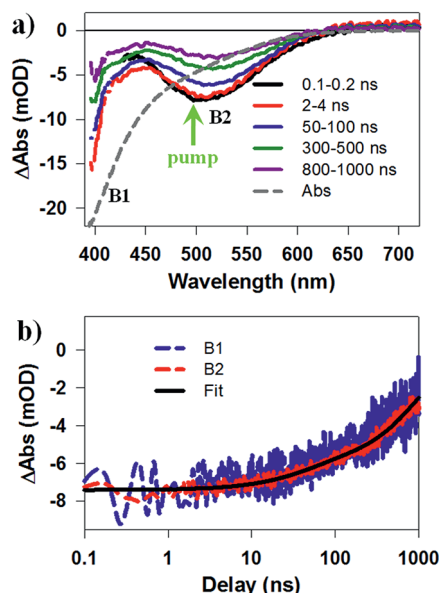 a)
ΔAbs (mOD)
0
-5
-10
-15
-20
B1
B2
pump
0.1-0.2 ns
2-4 ns
50-100 ns
300-500 ns
800-1000 ns
Abs
400 450 500 550 600 650 700
Wavelength (nm)
b)
ΔAbs (mOD)
0
-2
-4
-6
-8
B1
B2
Fit
0.1 1 10 100 1000
Delay (ns)